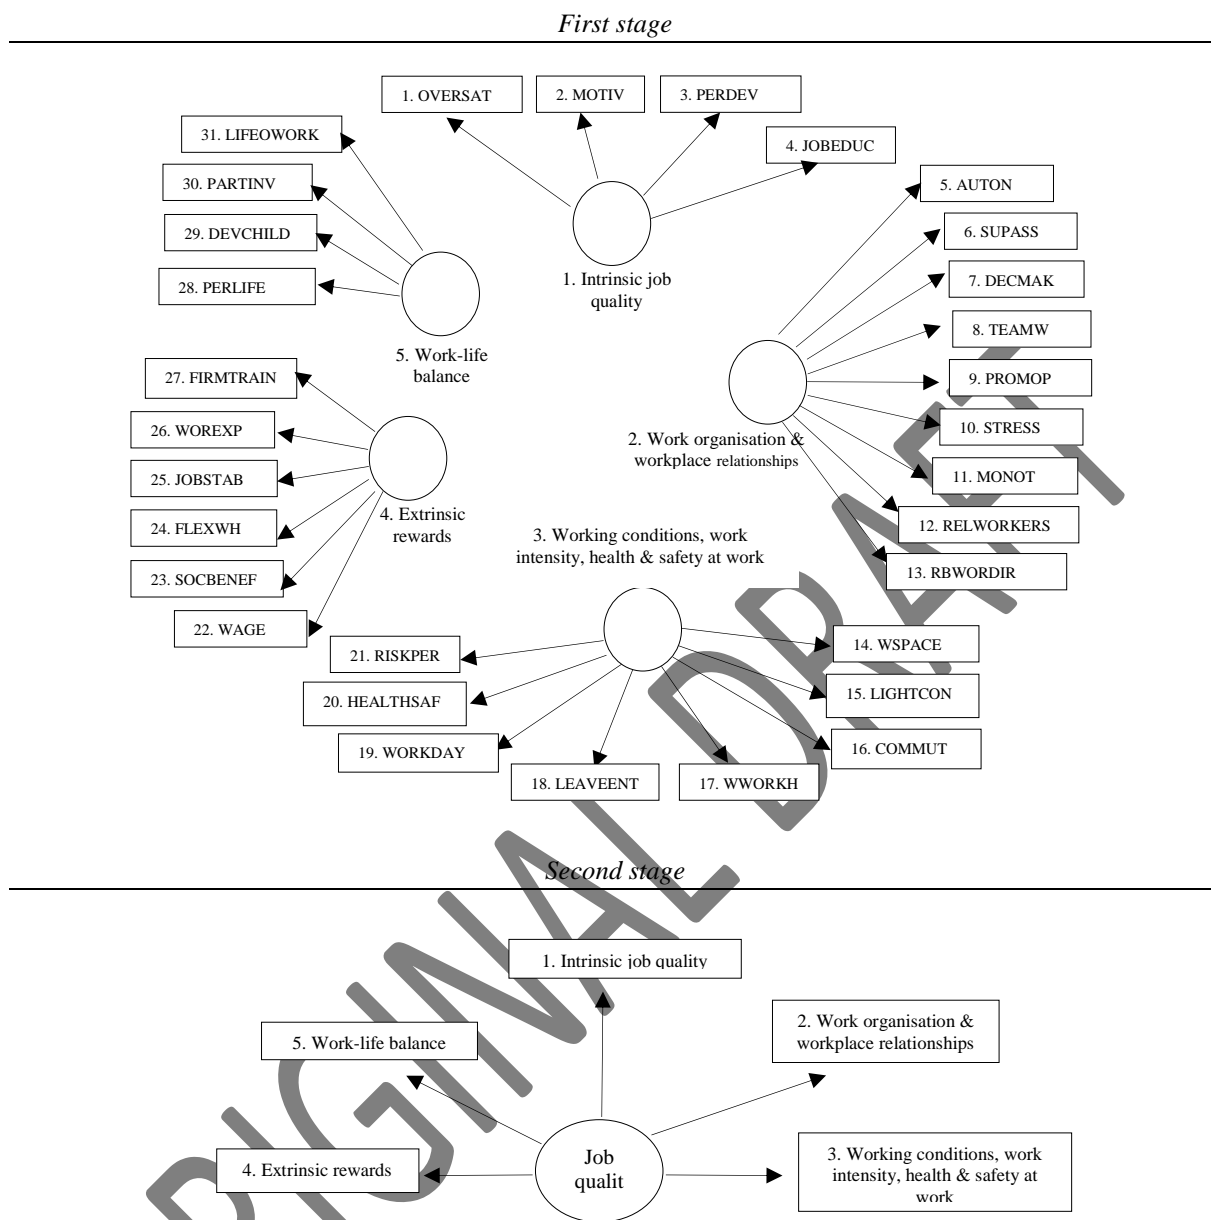 First stage
1. OVERSAT
2. MOTIV
3. PERDEV
4. JOBEDUC
31. LIFEOWORK
30. PARTINV
29. DEVCHILD
28. PERLIFE
5. AUTON
6. SUPASS
7. DECMAK
8. TEAMW
9. PROMOP
10. STRESS
11. MONOT
12. RELWORKERS
13. RBWORDIR
1. Intrinsic job
quality
5. Work-life
balance
2. Work organisation &
workplace relationships
27. FIRMTRAIN
26. WOREXP
25. JOBSTAB
24. FLEXWH
23. SOCBENEF
22. WAGE
4. Extrinsic
rewards
3. Working conditions, work
intensity, health & safety at work
21. RISKPER
20. HEALTHSAF
19. WORKDAY
18. LEAVEENT
17. WWORKH
14. WSPACE
15. LIGHTCON
16. COMMUT
Second stage
1. Intrinsic job quality
5. Work-life balance
2. Work organisation &
workplace relationships
4. Extrinsic rewards
Job
qualit
3. Working conditions, work
intensity, health & safety at
work
RIGINAL DRAFT